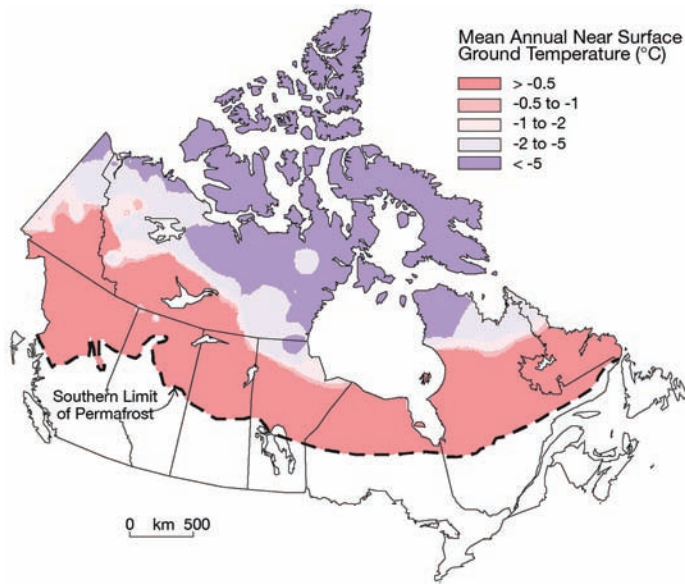 Mean Annual Near Surface
Ground Temperature (°C)
> -0.5
-0.5 to -1
-1 to -2
-2 to -5
< -5
Southern Limit
of Permafrost
0 km 500